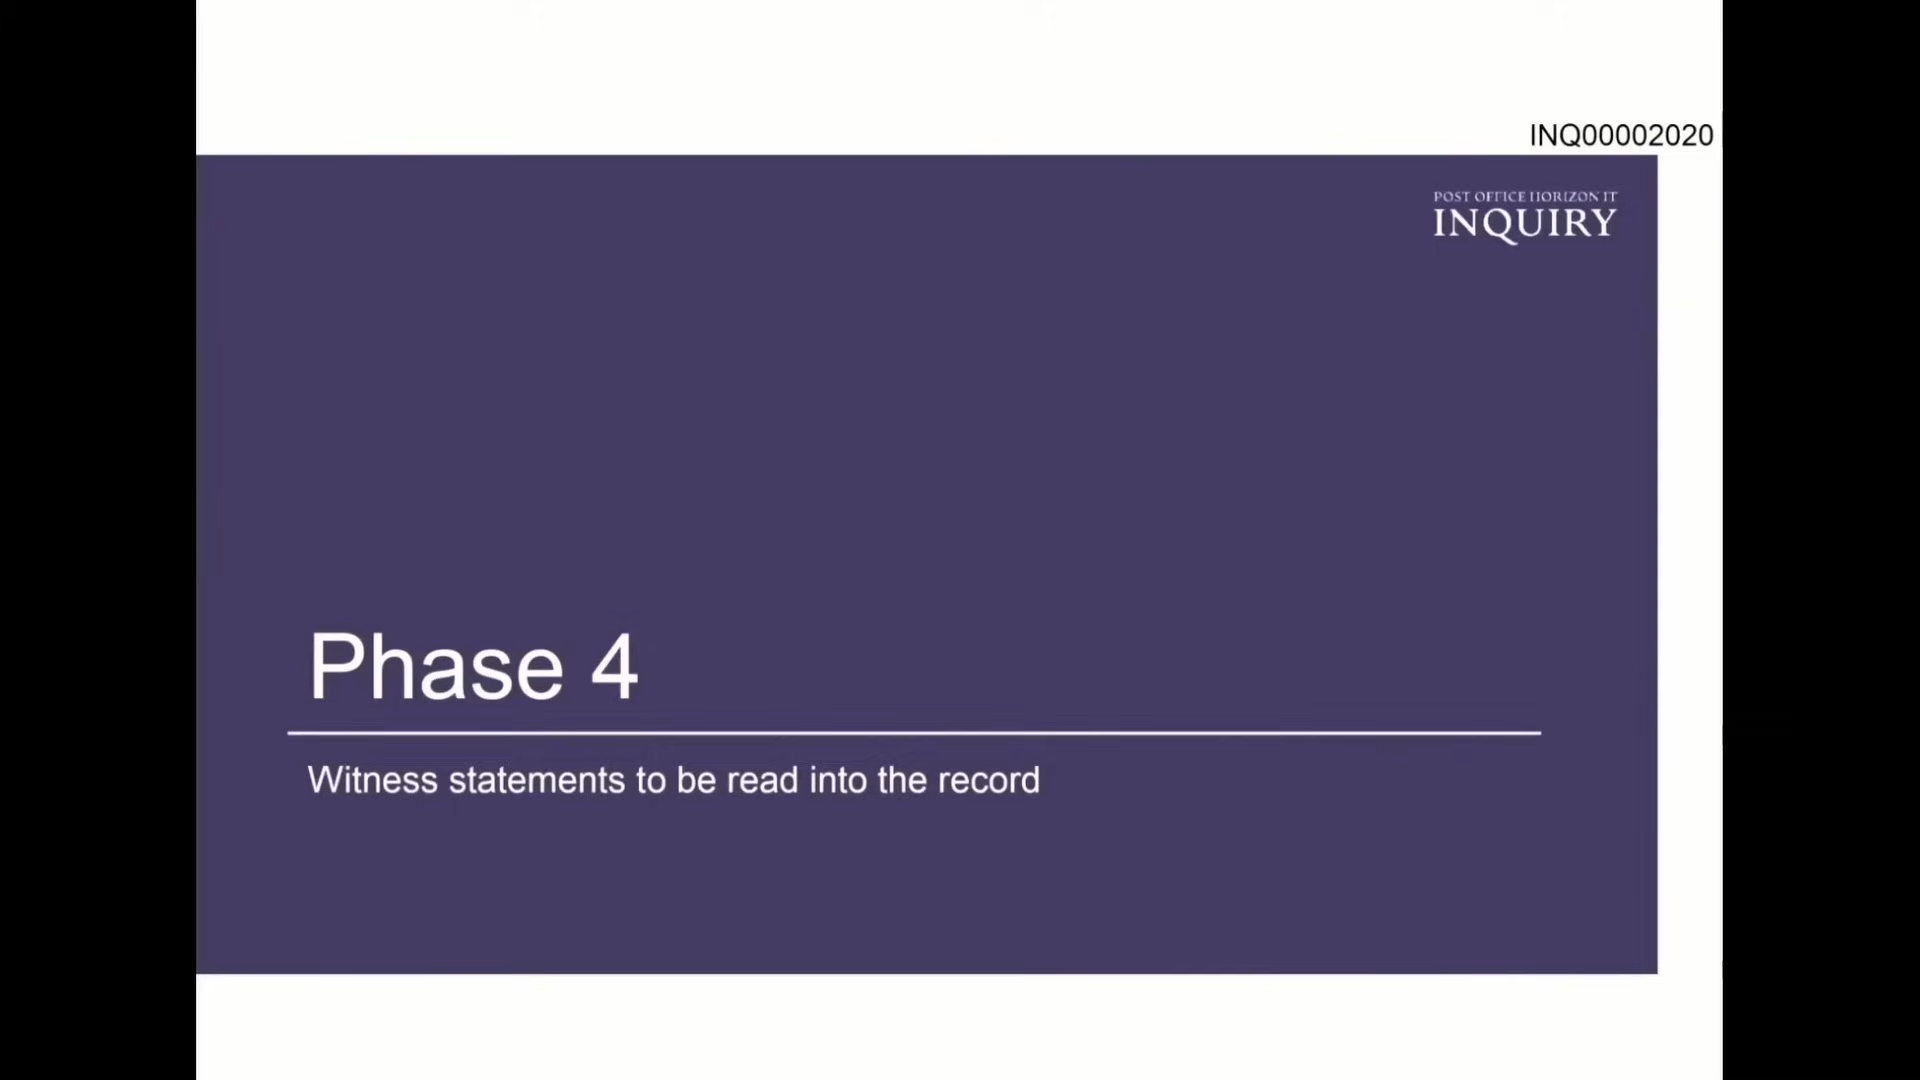 INQ00002020
POST OFFICE HORIZON IT
INQUIRY
Phase 4
Witness statements to be read into the record